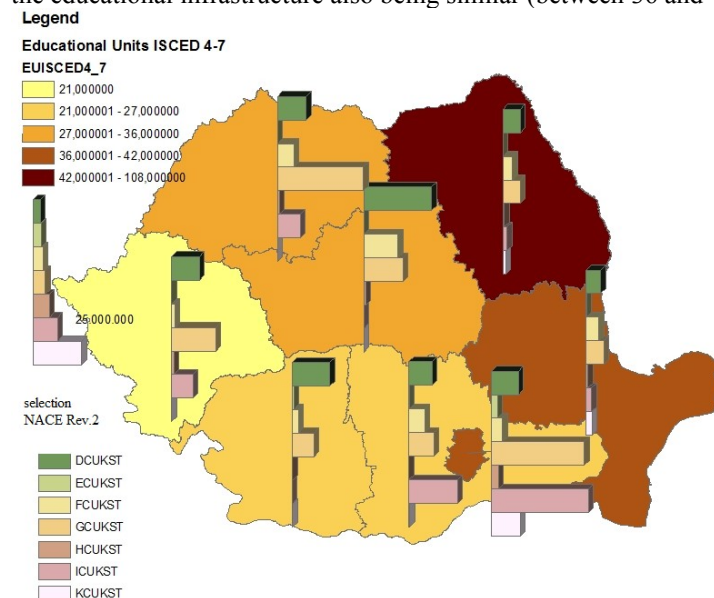 the educational infrastructure also being similar (between 30 and
Legend
Educational Units ISCED 4-7
EUISCED4_7
21,000000
21,000001 - 27,000000
27,000001 - 36,000000
36,000001 - 42,000000
42,000001 - 108,000000
25.000.000
selection
NACE Rev.2
DCUKST
ECUKST
FCUKST
GCUKST
HCUKST
ICUKST
KCUKST